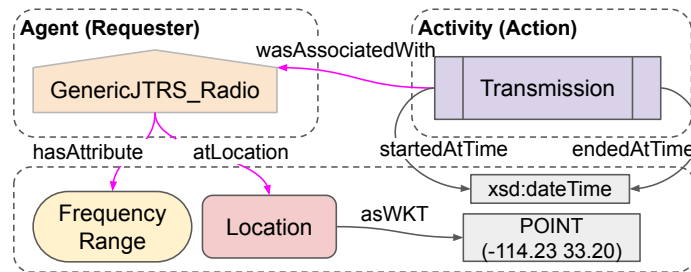 Agent (Requester)
Activity (Action)
wasAssociatedWith
GenericJTRS_Radio
Transmission
hasAttribute
atLocation
startedAtTime
endedAtTime
xsd:dateTime
Frequency
Range
Location
asWKT
POINT
(-114.23 33.20)